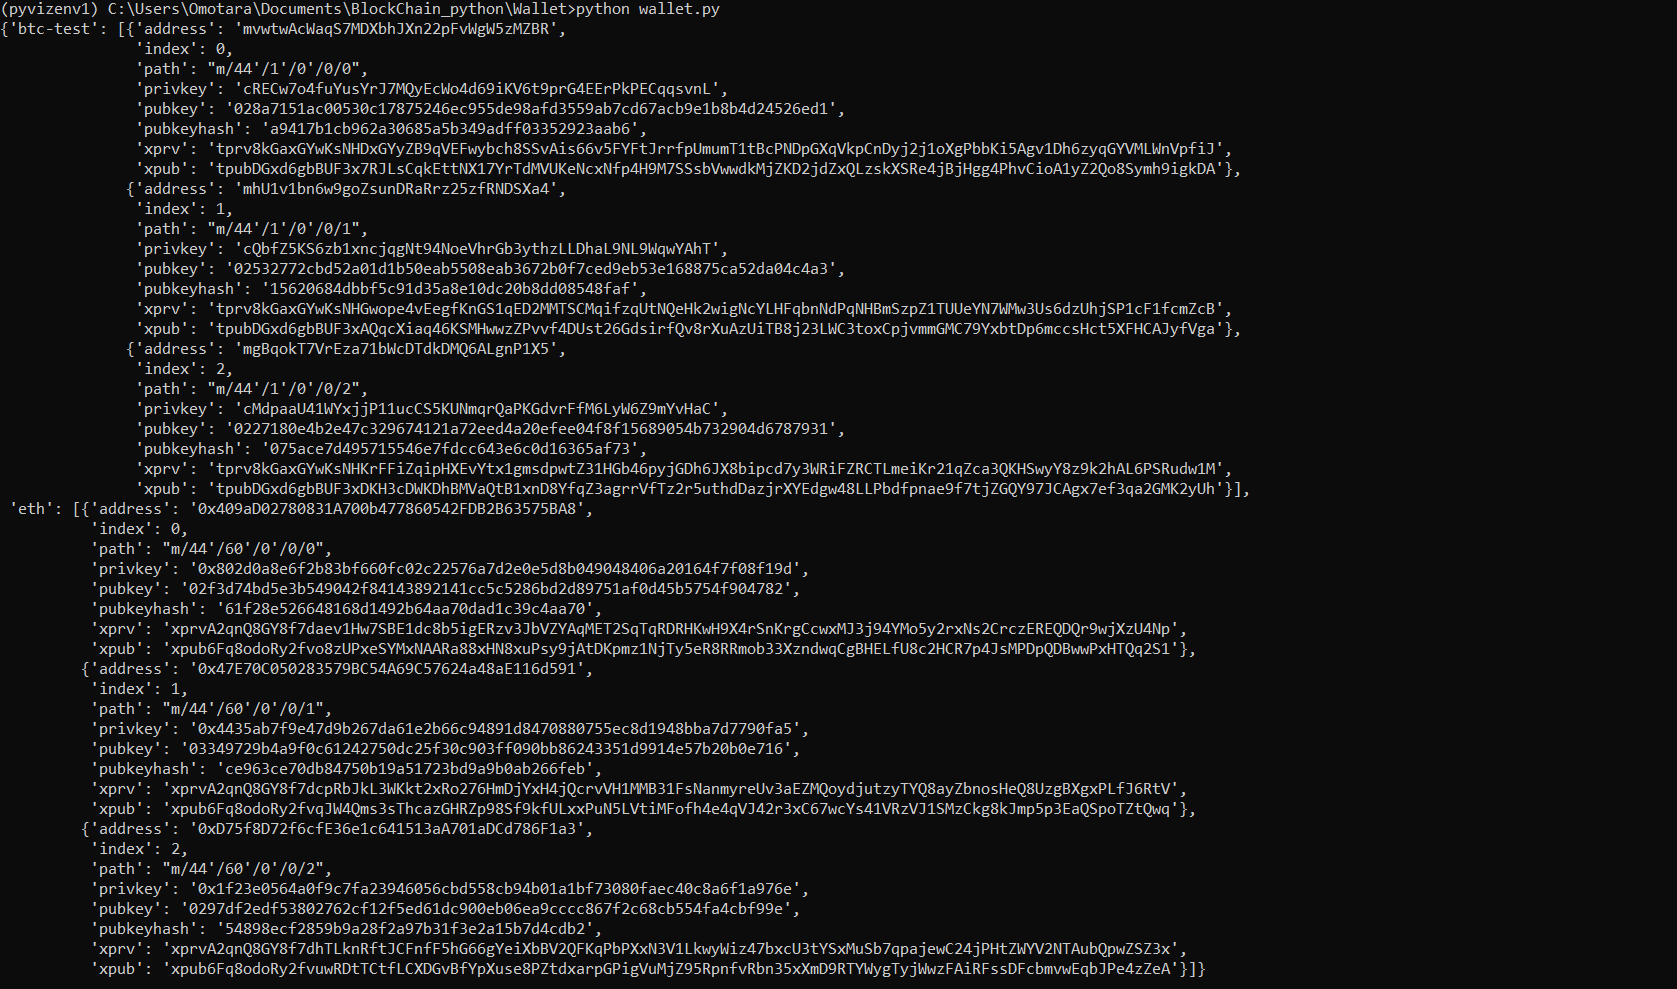 (pyvizenv1) C:\Users\Omotara\Documents\BlockChain_python\Wallet>python wallet.py
{'btc-test': [{'address': 'mvwtwAcWaqS7MDXbhJXn22pFvWgW5zMZBR',
'index': 0,
'path': "m/44'/1'/0'/0/0",
'privkey': 'cRECw7o4fuYusYrJ7MQyEcWo4d69iKV6t9prG4EErPkPECqqsvnL',
'pubkey': '028a7151ac00530c17875246ec955de98afd3559ab7cd67acb9e1b8b4d24526ed1',
'pubkeyhash': 'a9417b1cb962a30685a5b349adff03352923aab6',
'xprv': 'tprv8kGaxGYwKsNHDxGYyZB9qVEFwybch8SSvAis66v5FYFtJrrfpUmumT1tBcPNDpGXqVkpCnDyj2j1oXgPbbKi5Agv1Dh6zyqGYVMLWnVpfiJ',
'xpub': 'tpubDGxd6gbBUF3x7RJLsCqkEttNX17YrTdMVUKeNcxNfp4H9M7SSsbVwwdkMjZKD2jdZxQLzskXSRe4jBjHgg4PhvCioA1yZ2Qo8Symh9igkDA'},
{'address': 'mhU1v1bn6w9goZsunDRaRrz25zfRNDSXa4',
'index': 1,
'path': "m/44'/1'/0'/0/1",
'privkey': 'cQbfZ5KS6zb1xncjqgNt94NoeVhrGb3ythzLLDhaL9NL9WqwYAhT',
'pubkey': '02532772cbd52a01d1b50eab5508eab3672b0f7ced9eb53e168875ca52da04c4a3',
'pubkeyhash': '15620684dbbf5c91d35a8e10dc20b8dd08548faf',
'xprv': 'tprv8kGaxGYwKsNHGwope4vEegfKnGS1qED2MMTSCMqifzqUtNQeHk2wigNcYLHFqbnNdPqNHBmSzpZ1TUUeYN7WMw3Us6dzUhjSP1cF1fcmZcB',
'xpub': 'tpubDGxd6gbBUF3xAQqcXiaq46KSMHwwzZPvvf4DUst26GdsirfQv8rXuAzUiTB8j23LWC3toxCpjvmmGMC79YxbtDp6mccsHct5XFHCAJyfVga'},
{'address': 'mgBqokT7VrEza71bWcDTdkDMQ6ALgnP1X5',
'index': 2,
'path': "m/44'/1'/0'/0/2",
'privkey': 'cMdpaaU41WYxjjP11ucCS5KUNmqrQaPKGdvrFfM6LyW6Z9mYvHaC',
'pubkey': '0227180e4b2e47c329674121a72eed4a20efee04f8f15689054b732904d6787931',
'pubkeyhash': '075ace7d495715546e7fdcc643e6c0d16365af73',
'xprv': 'tprv8kGaxGYwKsNHKrFFiZqipHXEvYtx1gmsdpwtZ31HGb46pyjGDh6JX8bipcd7y3WRiFZRCTLmeiKr21qZca3QKHSwyY8z9k2hAL6PSRudw1M',
'xpub': 'tpubDGxd6gbBUF3xDKH3cDWKDhBMVaQtB1xnD8YfqZ3agrrVfTz2r5uthdDazjrXYEdgw48LLPbdfpnae9f7tjZGQY97JCAgx7ef3qa2GMK2yUh'}],
'eth': [{'address': '0x409aD02780831A700b477860542FDB2B63575BA8',
'index': 0,
'path': "m/44'/60'/0'/0/0",
'privkey': '0x802d0a8e6f2b83bf660fc02c22576a7d2e0e5d8b049048406a20164f7f08f19d',
'pubkey': '02f3d74bd5e3b549042f84143892141cc5c5286bd2d89751af0d45b5754f904782',
'pubkeyhash': '61f28e526648168d1492b64aa70dad1c39c4aa70',
'xprv': 'xprvA2qnQ8GY8f7daev1Hw7SBE1dc8b5igERzv3JbVZYAqMET2SqTqRDRHKwH9X4rSnKrgCcwxMJ3j94YMo5y2rxNs2CrczEREQDQr9wjXzU4Np',
'xpub': 'xpub6Fq8odoRy2fvo8zUPxeSYMxNAARa88xHN8xuPsy9jAtDKpmz1NjTy5eR8RRmob33XzndwqCgBHELfU8c2HCR7p4JsMPDpQDBwwPxHTQq2S1'},
{'address': '0x47E70C050283579BC54A69C57624a48aE116d591',
'index': 1,
'path': "m/44'/60'/0'/0/1",
'privkey': '0x4435ab7f9e47d9b267da61e2b66c94891d8470880755ec8d1948bba7d7790fa5',
'pubkey': '03349729b4a9f0c61242750dc25f30c903ff090bb86243351d9914e57b20b0e716',
'pubkeyhash': 'ce963ce70db84750b19a51723bd9a9b0ab266feb',
'xprv': 'xprvA2qnQ8GY8f7dcpRbJkL3WKkt2xRo276HmDjYxH4jQcrvVH1MMB31FsNanmyreUv3aEZMQoydjutzyTYQ8ayZbnosHeQ8UzgBXgxPLfJ6RtV',
'xpub': 'xpub6Fq8odoRy2fvqJW4Qms3sThcazGHRZp98Sf9kfULxxPuN5LVtiMFofh4e4qVJ42r3xC67wcYs41VRzVJ1SMzCkg8kJmp5p3EaQSpoTZtQwq'},
{'address': '0xD75f8D72f6cfE36e1c641513aA701aDCd786F1a3',
'index': 2,
'path': "m/44'/60'/0'/0/2",
'privkey': '0x1f23e0564a0f9c7fa23946056cbd558cb94b01a1bf73080faec40c8a6f1a976e',
'pubkey': '0297df2edf53802762cf12f5ed61dc900eb06ea9cccc867f2c68cb554fa4cbf99e',
'pubkeyhash': '54898ecf2859b9a28f2a97b31f3e2a15b7d4cdb2',
'xprv': 'xprvA2qnQ8GY8f7dhTLknRftJCFnfF5hG66gYeiXbBV2QFKqPbPXxN3V1LkwyWiz47bxcU3tYSxMuSb7qpajewC24jPHtZWYV2NTAubQpwZSZ3x',
'xpub': 'xpub6Fq8odoRy2fvuwRDtTCtfLCXDGvBfYpXuse8PZtdxarpGPigVuMjZ95RpnfvRbn35xXmD9RTYWygTyjWwzFAiRFssDFcbmvwEqbJPe4zZeA'}]}